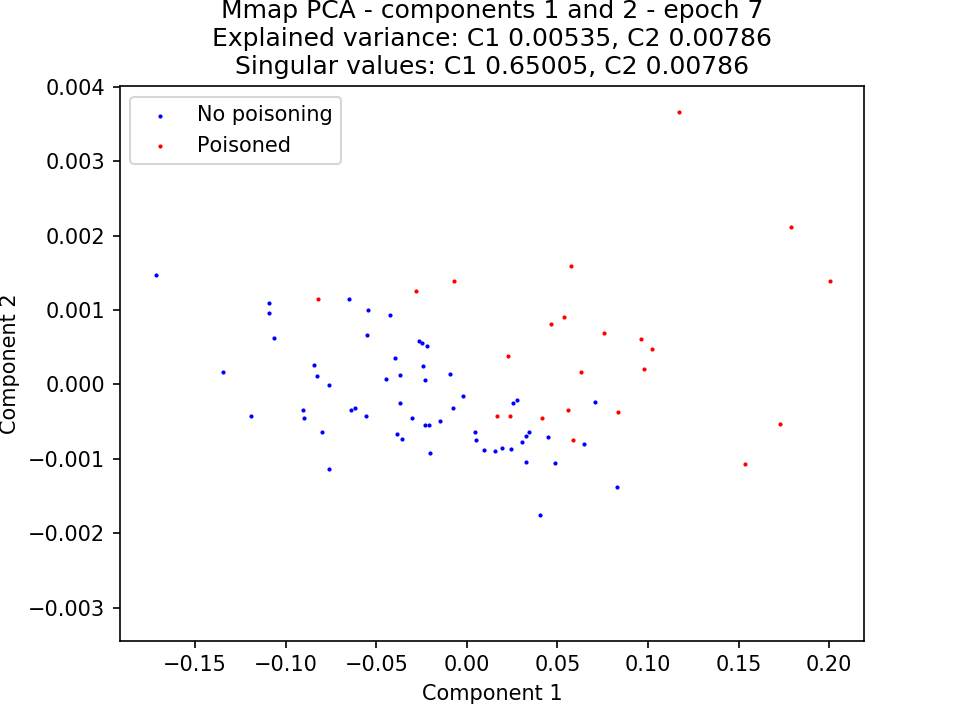 Mmap PCA - components 1 and 2 - epoch 7
Explained variance: C1 0.00535, C2 0.00786
Singular values: C1 0.65005, C2 0.00786
No poisoning
Poisoned
0.004
0.003
0.002
0.001
0.000
−0.001
−0.002
−0.003
Component 2
−0.15
−0.10
−0.05
0.00
0.05
0.10
0.15
0.20
Component 1